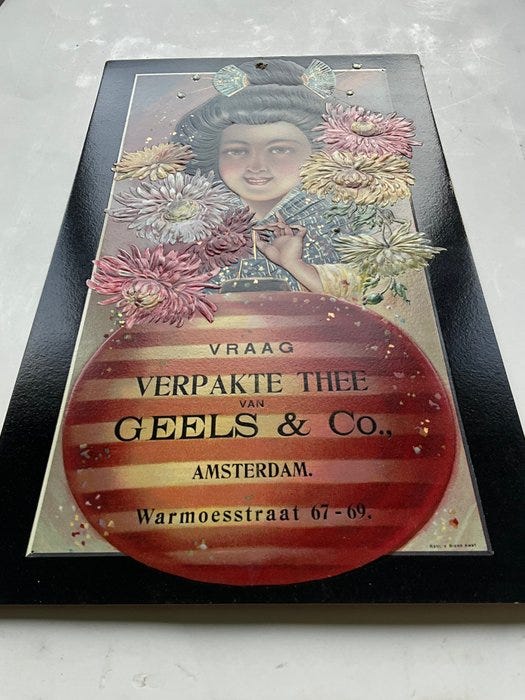 VRAAG
VERPAKTE THEE
VAN
GEELS & Co.,
AMSTERDAM.
Warmoesstraat 67-69.